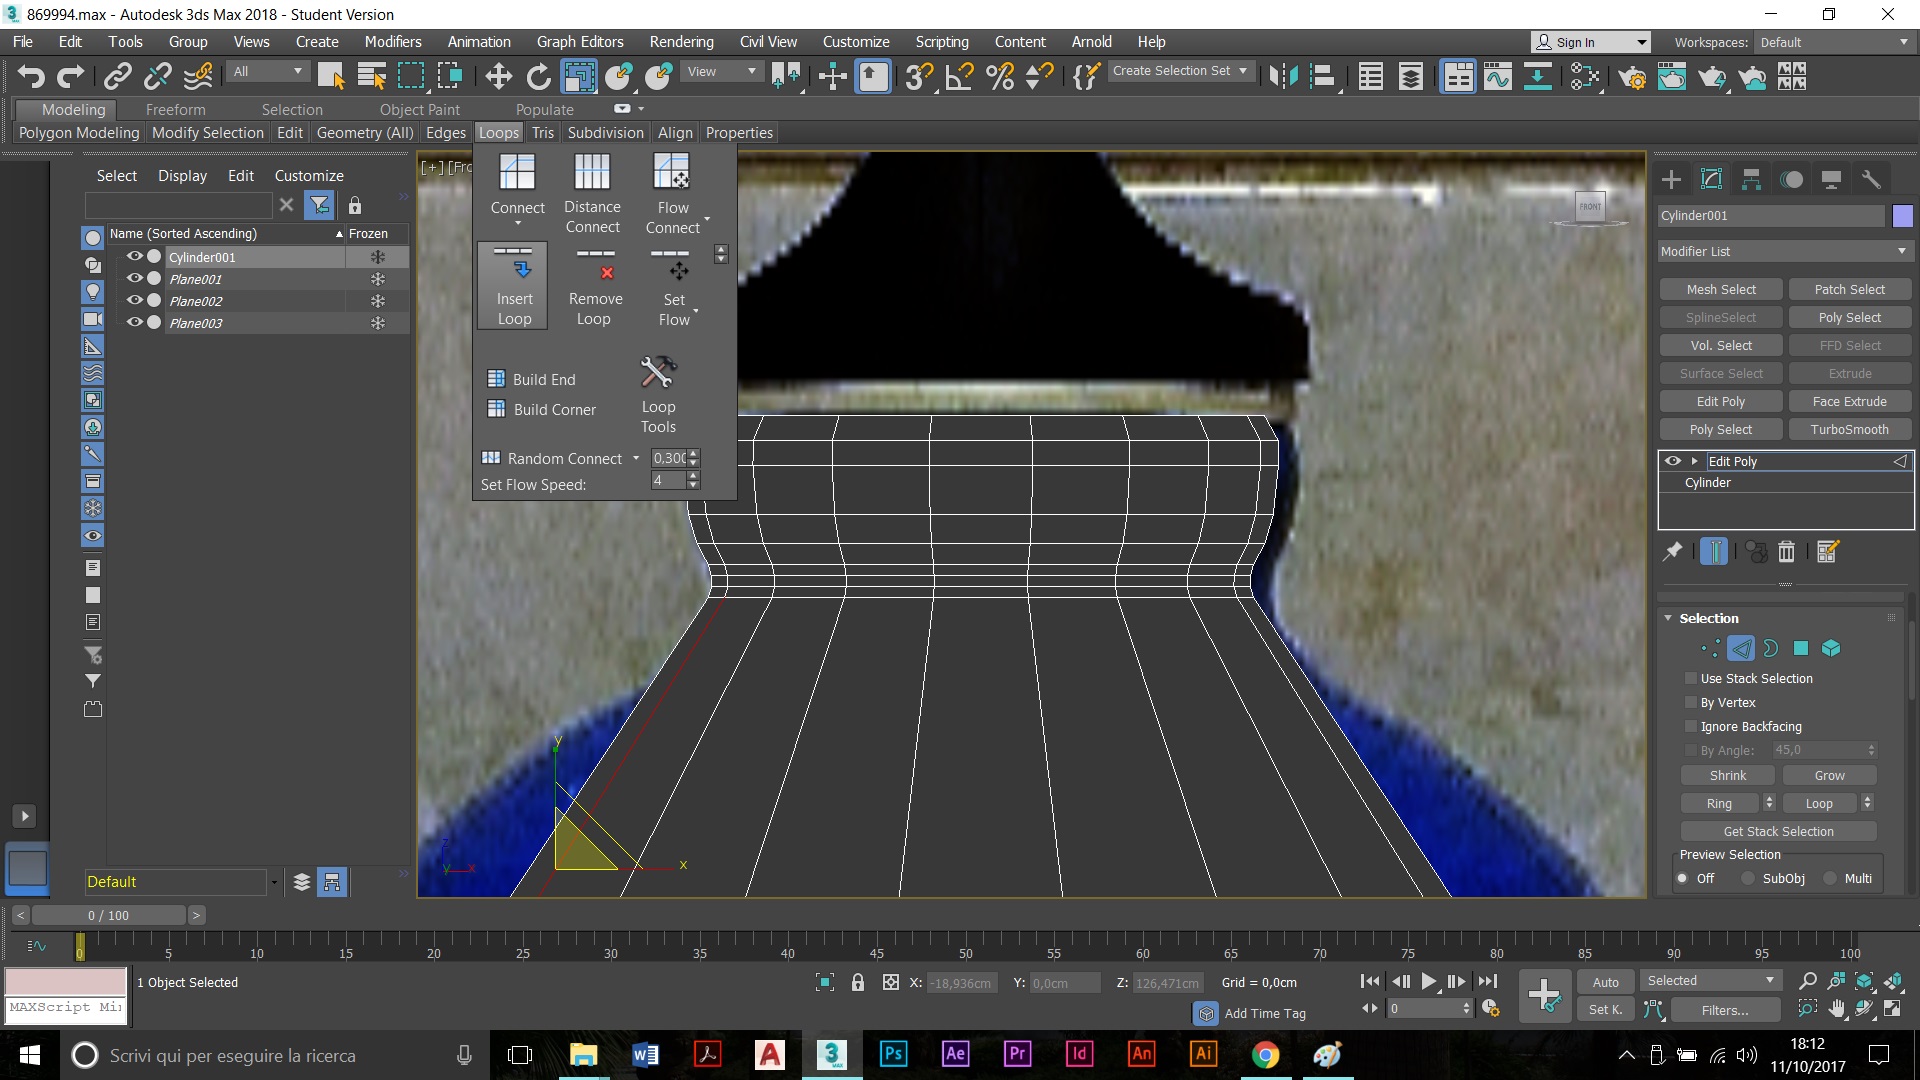 869994.max - Autodesk 3ds Max 2018 - Student Version
File Edit Tools Group Views Create Modifiers Animation Graph Editors Rendering Civil View Customize Scripting Content Arnold Help
Sign In Workspaces: Default
All View Create Selection Set
Modeling Freeform Selection Object Paint Populate
Polygon Modeling Modify Selection Edit Geometry (All) Edges Loops Tris Subdivision Align Properties
Select Display Edit Customize
Name (Sorted Ascending) Frozen
Cylinder001
Plane001
Plane002
Plane003
Default
[+] [Fro
Connect
Distance Connect
Flow Connect
Insert Loop
Remove Loop
Set Flow
Build End
Build Corner
Loop Tools
Random Connect 0,300
Set Flow Speed: 4
FRONT
y
x
z
y x
Cylinder001
Modifier List
Mesh Select Patch Select
SplineSelect Poly Select
Vol. Select FFD Select
Surface Select Extrude
Edit Poly Face Extrude
Poly Select TurboSmooth
Edit Poly
Cylinder
Selection
Use Stack Selection
By Vertex
Ignore Backfacing
By Angle: 45,0
Shrink Grow
Ring Loop
Get Stack Selection
Preview Selection
Off SubObj Multi
< 0 / 100 >
0 5 10 15 20 25 30 35 40 45 50 55 60 65 70 75 80 85 90 95 100
1 Object Selected X: -18,936cm Y: 0,0cm Z: 126,471cm Grid = 0,0cm Auto Selected
MAXScript Mi
Add Time Tag 0 Set K. Filters...
Scrivi qui per eseguire la ricerca
Ps Ae Pr Id An Ai
18:12
11/10/2017